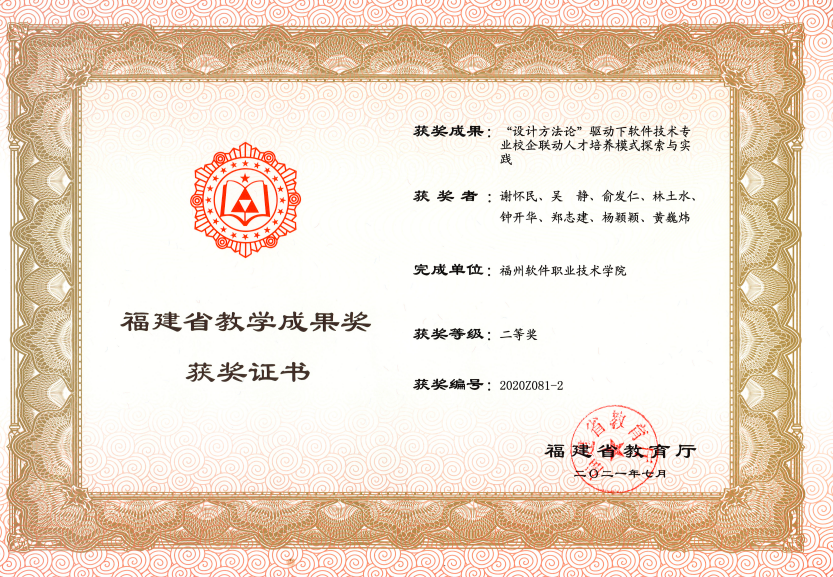 福建省教学成果奖
获奖证书
获奖成果：“设计方法论”驱动下软件技术专
业校企联动人才培养模式探索与实
践
获奖者：谢怀民、吴　静、俞发仁、林土水、
钟开华、郑志建、杨颖颖、黄巍炜
完成单位：福州软件职业技术学院
获奖等级：二等奖
获奖编号：2020Z081-2
福建省教育厅
二〇二一年七月